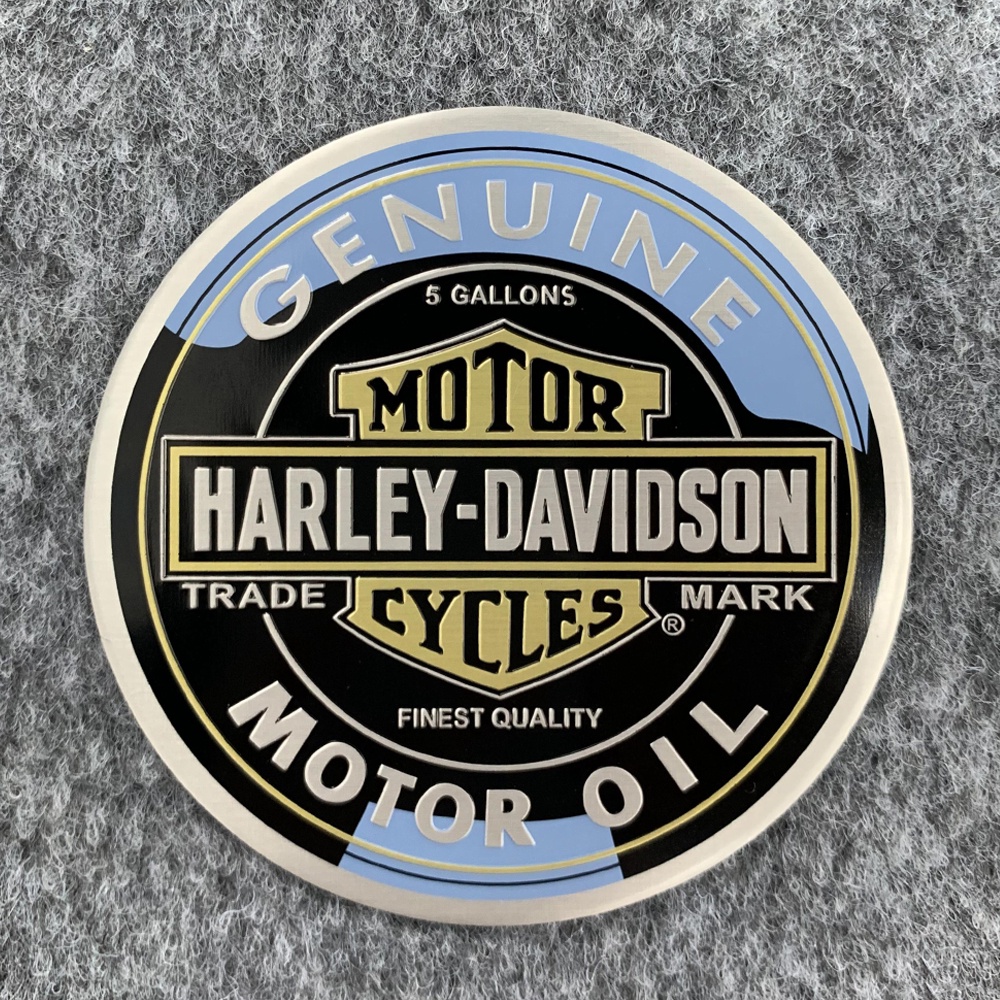 GENUINE
5 GALLONS
MOTOR
HARLEY-DAVIDSON
TRADE MARK
CYCLES ®
FINEST QUALITY
MOTOR OIL